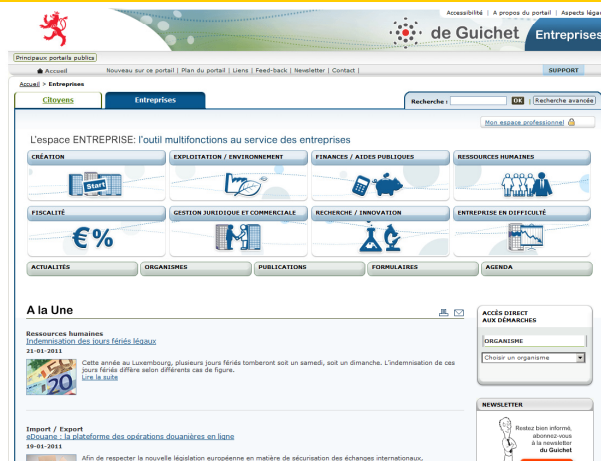 Accessibilité | A propos du portail | Aspects léga
de Guichet Entreprises
Principaux portails publics
Accueil Nouveau sur ce portail | Plan du portail | Liens | Feed-back | Newsletter | Contact | SUPPORT
Accueil > Entreprises
Citoyens Entreprises Recherche : OK | Recherche avancée
Mon espace professionnel
L'espace ENTREPRISE: l'outil multifonctions au service des entreprises
CRÉATION EXPLOITATION / ENVIRONNEMENT FINANCES / AIDES PUBLIQUES RESSOURCES HUMAINES
Start
FISCALITÉ GESTION JURIDIQUE ET COMMERCIALE RECHERCHE / INNOVATION ENTREPRISE EN DIFFICULTÉ
€%
ACTUALITÉS ORGANISMES PUBLICATIONS FORMULAIRES AGENDA
A la Une
Ressources humaines
Indemnisation des jours fériés légaux
21-01-2011
Cette année au Luxembourg, plusieurs jours fériés tomberont soit un samedi, soit un dimanche. L'indemnisation de ces
jours fériés diffère selon différents cas de figure.
Lire la suite
50
20
Import / Export
eDouane : la plateforme des opérations douanières en ligne
19-01-2011
Afin de respecter la nouvelle législation européenne en matière de sécurisation des échanges internationaux,
ACCÈS DIRECT
AUX DÉMARCHES
ORGANISME
Choisir un organisme
NEWSLETTER
Restez bien informé,
abonnez-vous
à la newsletter
du Guichet